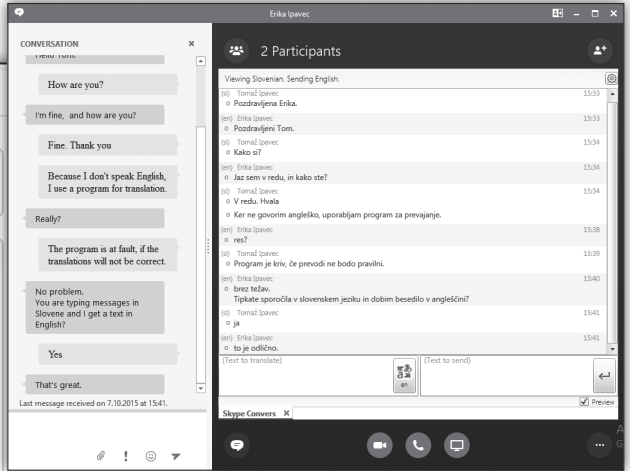 Erika Ipavec
CONVERSATION
Hello Tom.
How are you?
I'm fine, and how are you?
Fine. Thank you
Because I don't speak English,
I use a program for translation.
Really?
The program is at fault, if the
translations will not be correct.
No problem.
You are typing messages in
Slovene and I get a text in
English?
Yes
That's great.
Last message received on 7.10.2015 at 15:41.
2 Participants
Viewing Slovenian. Sending English.
(sl) Tomaž Ipavec 15:33
Pozdravljena Erika.
(en) Erika Ipavec 15:33
Pozdravljeni Tom.
(sl) Tomaž Ipavec 15:34
Kako si?
(en) Erika Ipavec 15:34
Jaz sem v redu, in kako ste?
(sl) Tomaž Ipavec 15:34
V redu. Hvala
Ker ne govorim angleško, uporabljam program za prevajanje.
(en) Erika Ipavec 15:38
res?
(sl) Tomaž Ipavec 15:39
Program je kriv, če prevodi ne bodo pravilni.
(en) Erika Ipavec 15:40
brez težav.
Tipkate sporočila v slovenskem jeziku in dobim besedilo v angleščini?
(sl) Tomaž Ipavec 15:41
ja
(en) Erika Ipavec 15:41
to je odlično.
(Text to translate)
en
(Text to send)
Preview
Skype Convers